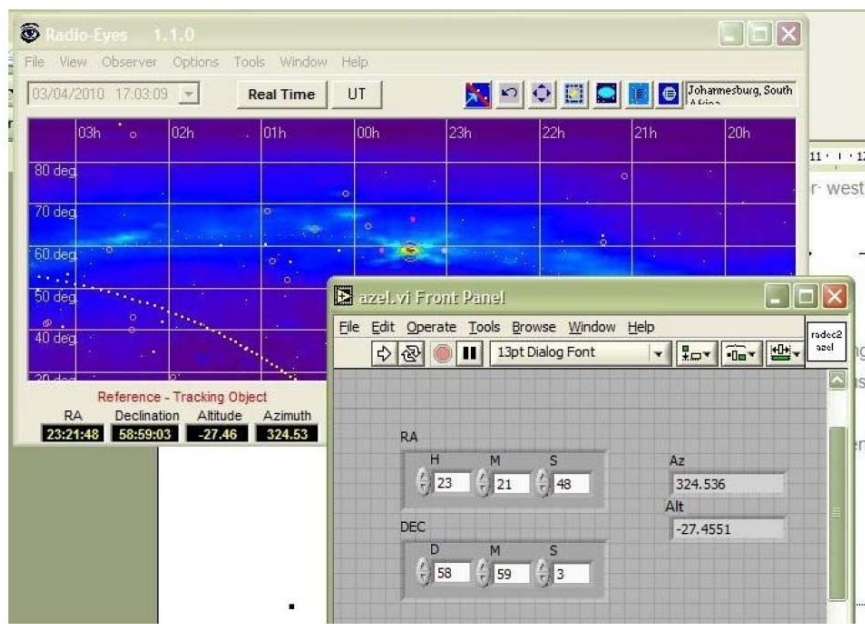 Radio-Eyes 1.1.0
File View Observer Options Tools Window Help
03/04/2010 17:03:09 Real Time UT Johannesburg, South
03h 02h 01h 00h 23h 22h 21h 20h
80 deg
70 deg
60 deg
50 deg
40 deg
Reference - Tracking Object
RA Declination Altitude Azimuth
23:21:48 58:59:03 -27.46 324.53
11 12
west
azel.vi Front Panel
File Edit Operate Tools Browse Window Help
13pt Dialog Font
radec2
azel
RA
H M S
23 21 48
Az
324.536
Alt
-27.4551
DEC
D M S
58 59 3